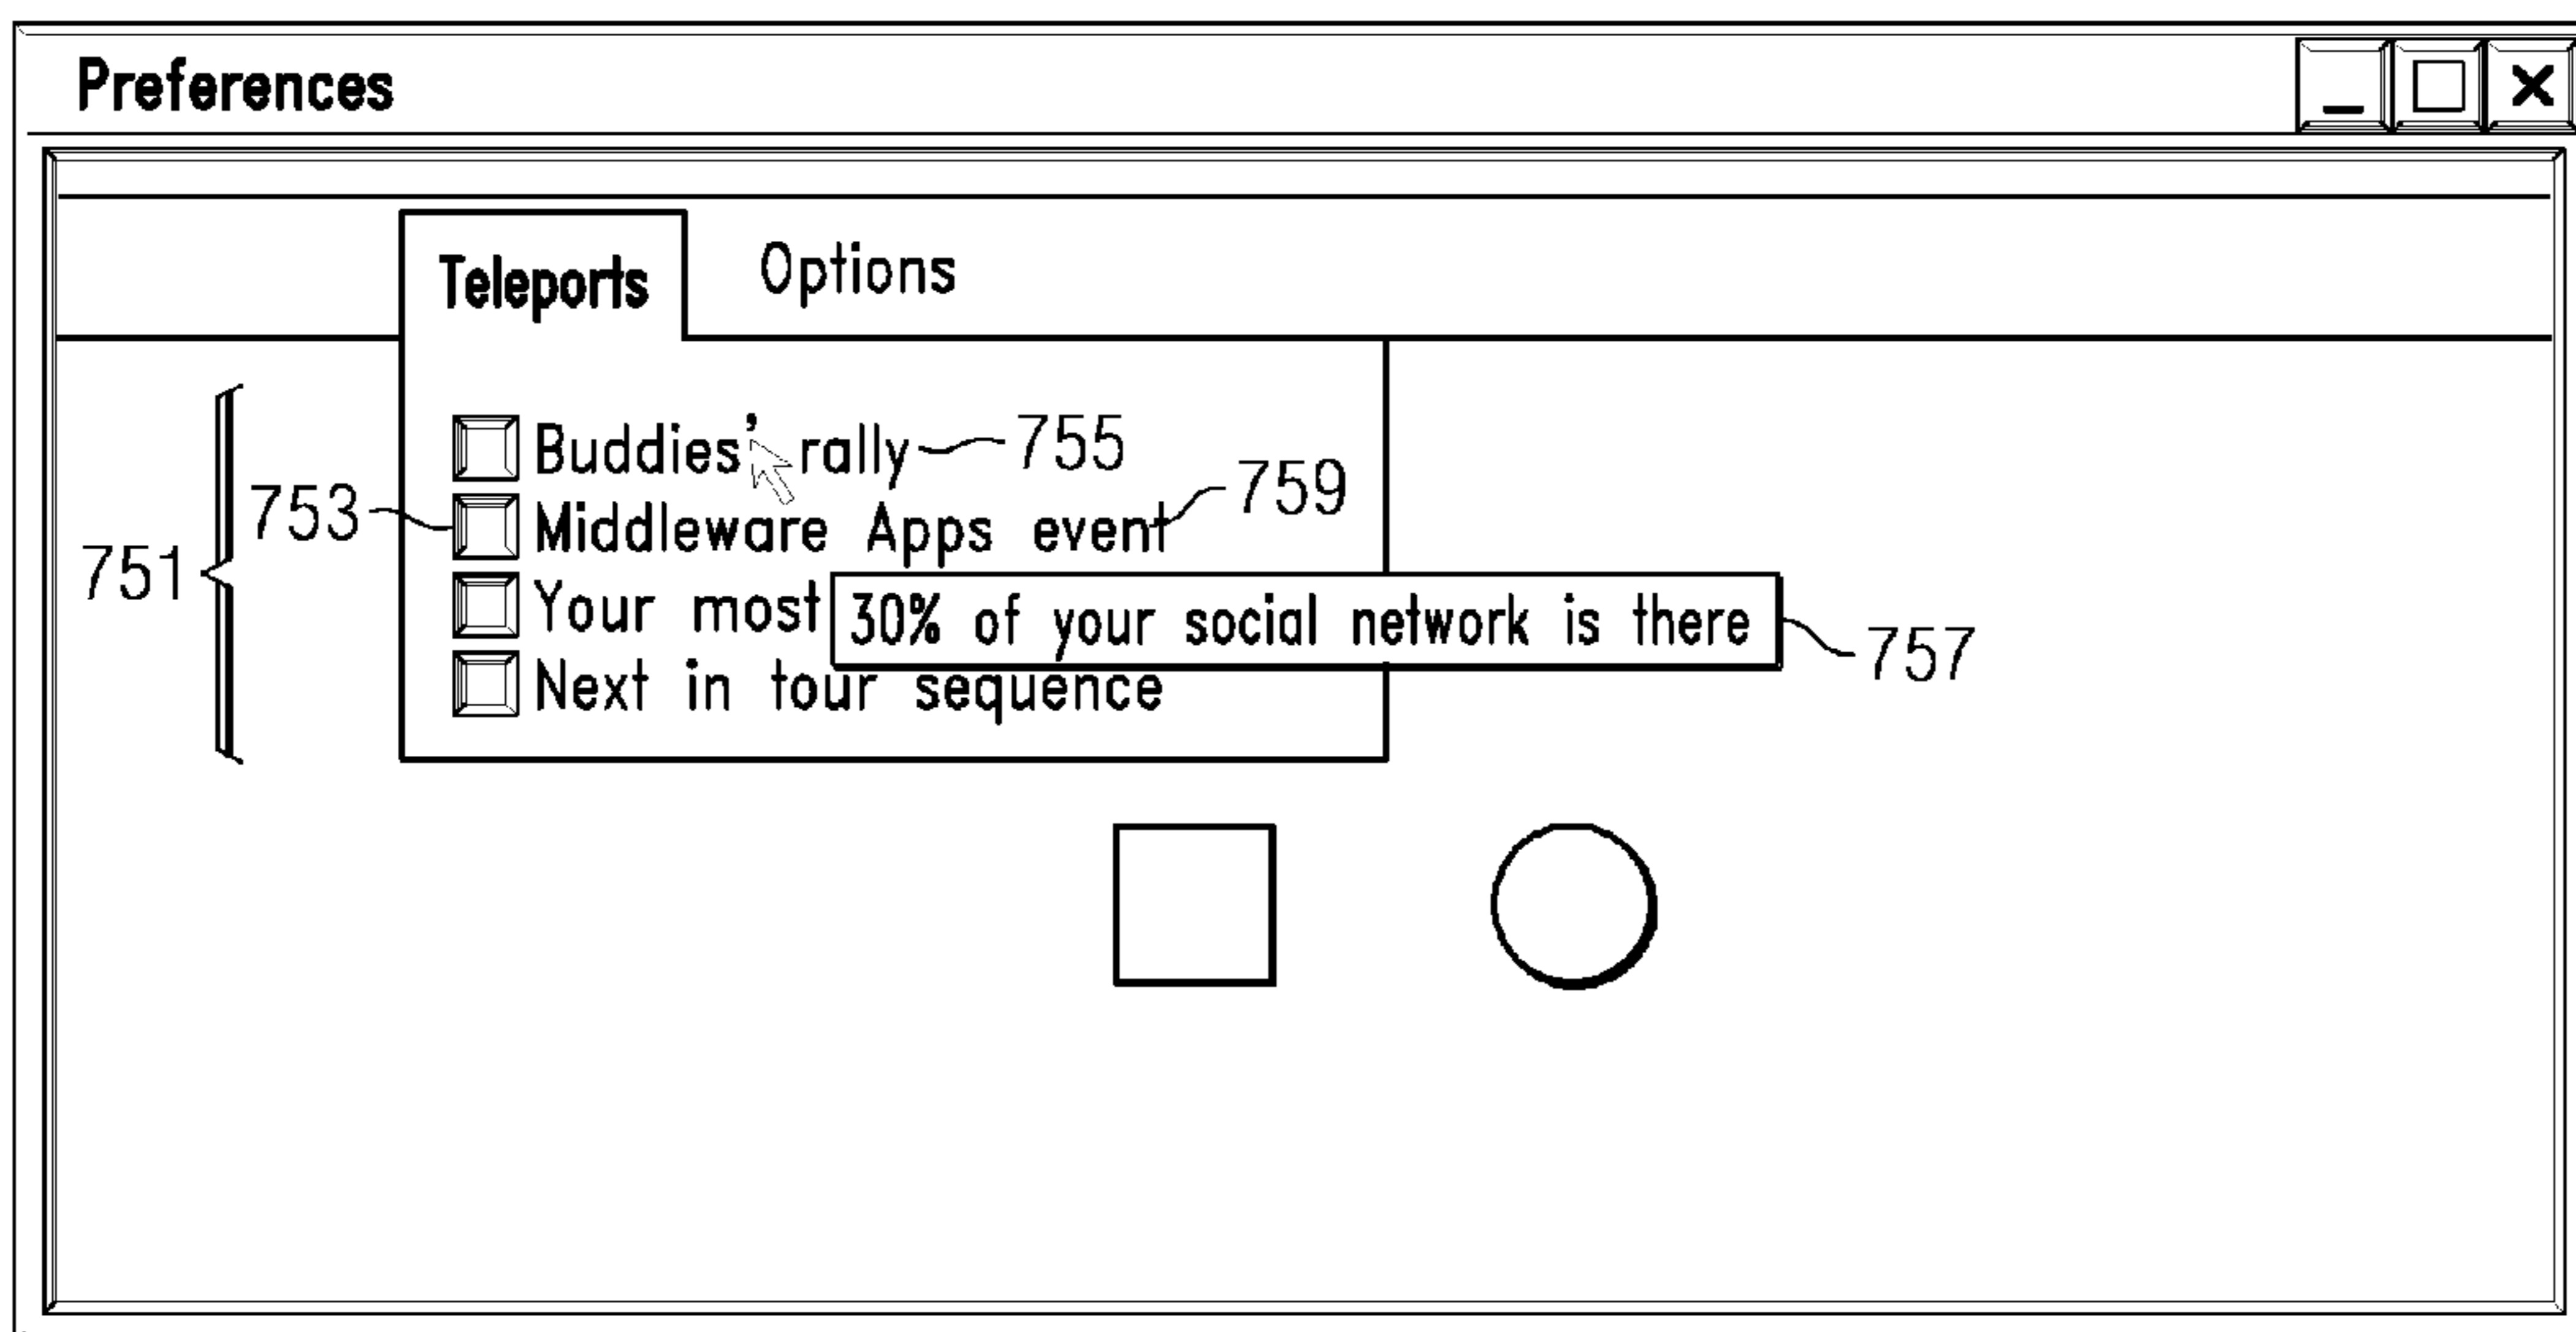 Preferences
Teleports Options
Buddies' rally 755
753 Middleware Apps event 759
751
Your most 30% of your social network is there 757
Next in tour sequence